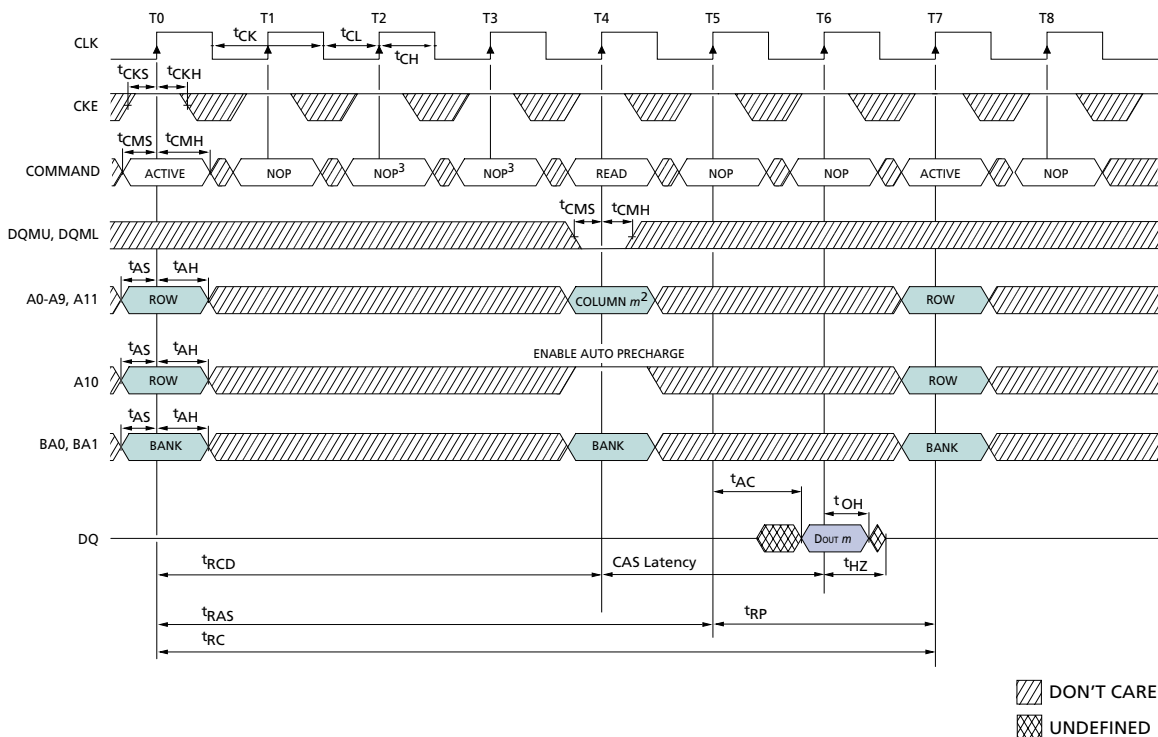 T0 T1 T2 T3 T4 T5 T6 T7 T8
CLK
tCK tCL
tCH
tCKS tCKH
CKE
tCMS tCMH
COMMAND ACTIVE NOP NOP3 NOP3 READ NOP NOP ACTIVE NOP
tCMS tCMH
DQMU, DQML
tAS tAH
A0-A9, A11 ROW COLUMN m2 ROW
ENABLE AUTO PRECHARGE
tAS tAH
A10 ROW ROW
tAS tAH
BA0, BA1 BANK BANK BANK
tAC
tOH
DQ DOUT m
tRCD CAS Latency tHZ
tRAS tRP
tRC
DON'T CARE
UNDEFINED